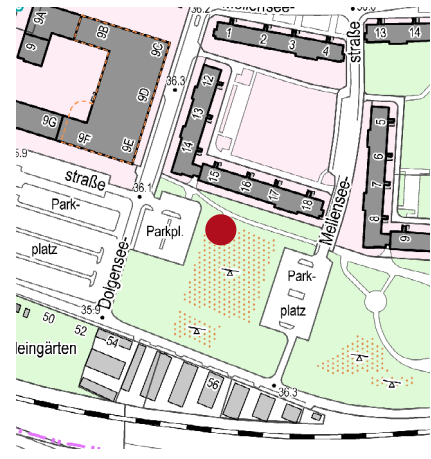 Mellensee-
36.2
9A
9B
1
2
3
4
straße
13
14
9
9C
36.3
12
9D
13
5
9G
9F
9E
14
6
15
16
17
18
7
straße
36.1
8
9
Park-
platz
Parkpl.
Mellensee-
Dolgensee-
Park-
platz
35.9
50
52
54
leingärten
56
36.3